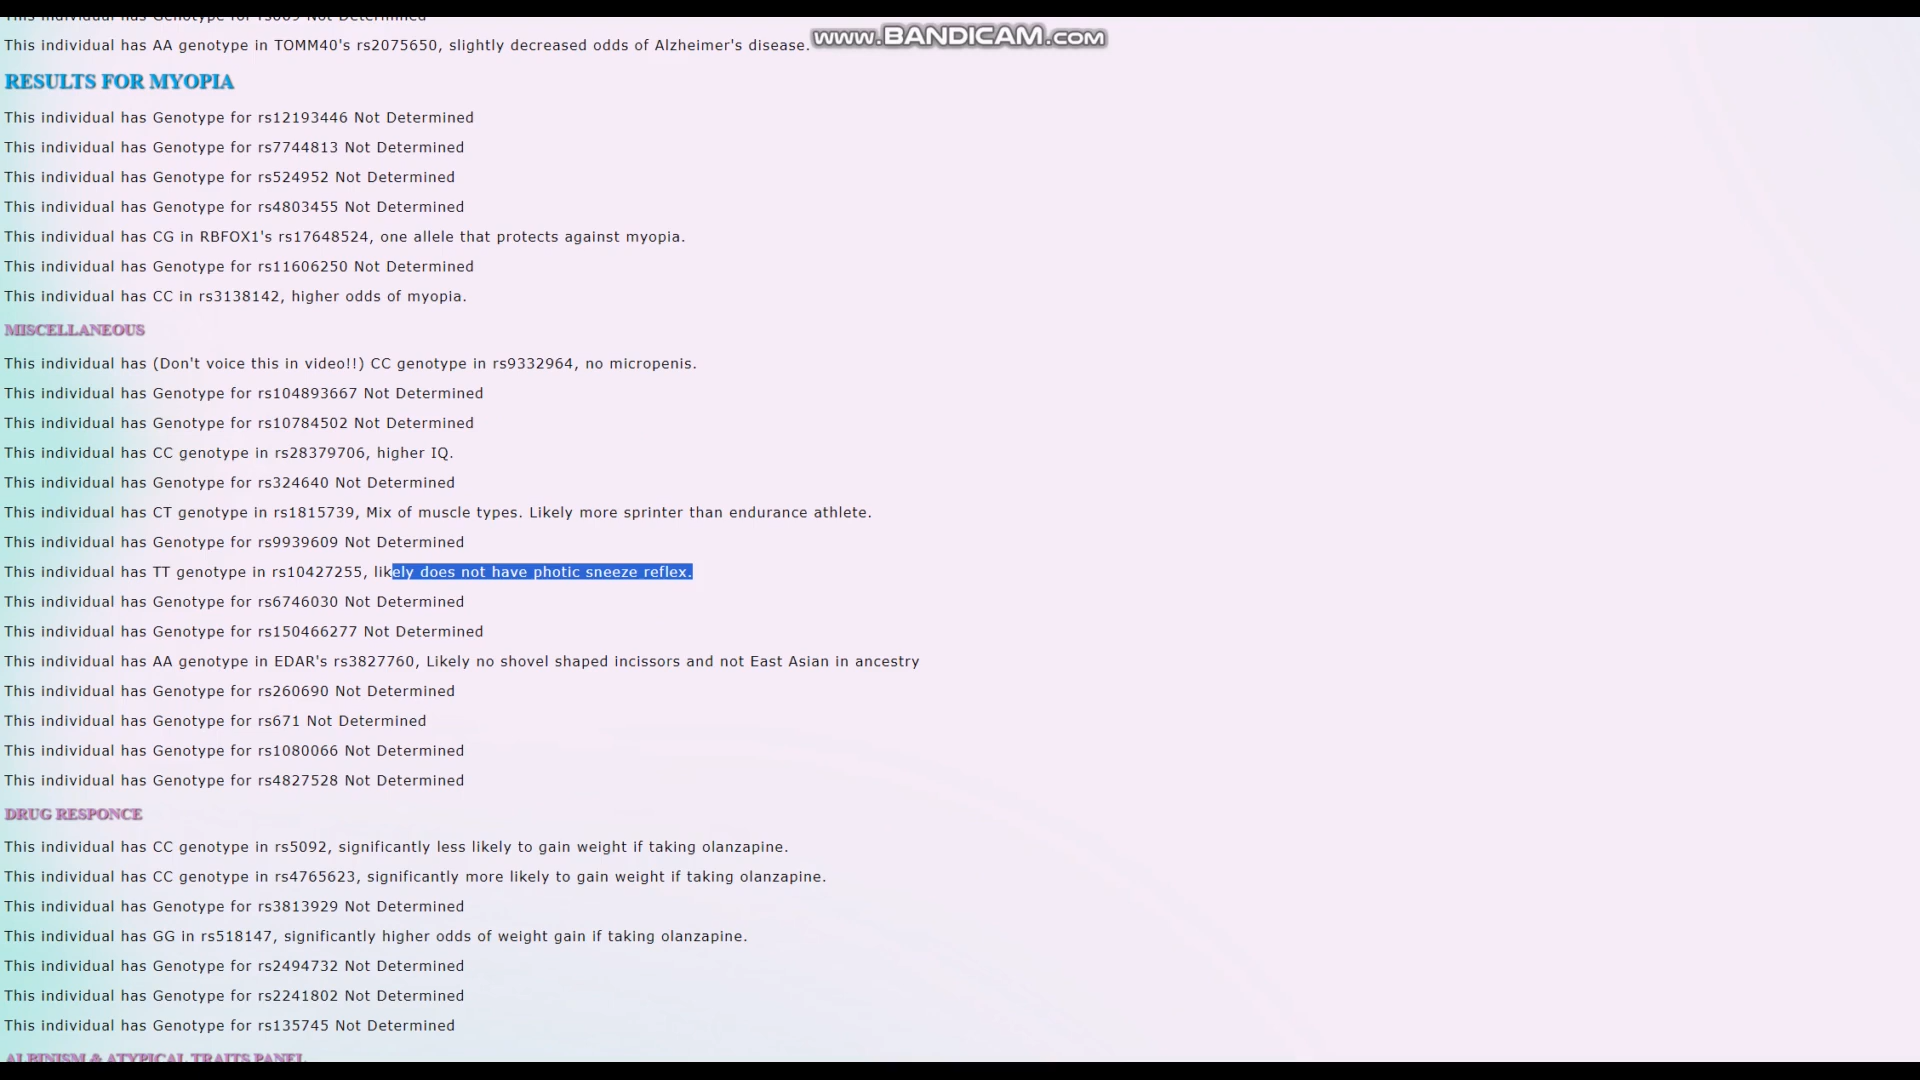 This individual has Genotype for rs669 Not Determined
This individual has AA genotype in TOMM40's rs2075650, slightly decreased odds of Alzheimer's disease.
www.BANDICAM.com
RESULTS FOR MYOPIA
This individual has Genotype for rs12193446 Not Determined
This individual has Genotype for rs7744813 Not Determined
This individual has Genotype for rs524952 Not Determined
This individual has Genotype for rs4803455 Not Determined
This individual has CG in RBFOX1's rs17648524, one allele that protects against myopia.
This individual has Genotype for rs11606250 Not Determined
This individual has CC in rs3138142, higher odds of myopia.
MISCELLANEOUS
This individual has (Don't voice this in video!!) CC genotype in rs9332964, no micropenis.
This individual has Genotype for rs104893667 Not Determined
This individual has Genotype for rs10784502 Not Determined
This individual has CC genotype in rs28379706, higher IQ.
This individual has Genotype for rs324640 Not Determined
This individual has CT genotype in rs1815739, Mix of muscle types. Likely more sprinter than endurance athlete.
This individual has Genotype for rs9939609 Not Determined
This individual has TT genotype in rs10427255, likely does not have photic sneeze reflex.
This individual has Genotype for rs6746030 Not Determined
This individual has Genotype for rs150466277 Not Determined
This individual has AA genotype in EDAR's rs3827760, Likely no shovel shaped incissors and not East Asian in ancestry
This individual has Genotype for rs260690 Not Determined
This individual has Genotype for rs671 Not Determined
This individual has Genotype for rs1080066 Not Determined
This individual has Genotype for rs4827528 Not Determined
DRUG RESPONCE
This individual has CC genotype in rs5092, significantly less likely to gain weight if taking olanzapine.
This individual has CC genotype in rs4765623, significantly more likely to gain weight if taking olanzapine.
This individual has Genotype for rs3813929 Not Determined
This individual has GG in rs518147, significantly higher odds of weight gain if taking olanzapine.
This individual has Genotype for rs2494732 Not Determined
This individual has Genotype for rs2241802 Not Determined
This individual has Genotype for rs135745 Not Determined
ALBINISM & ATYPICAL TRAITS PANEL